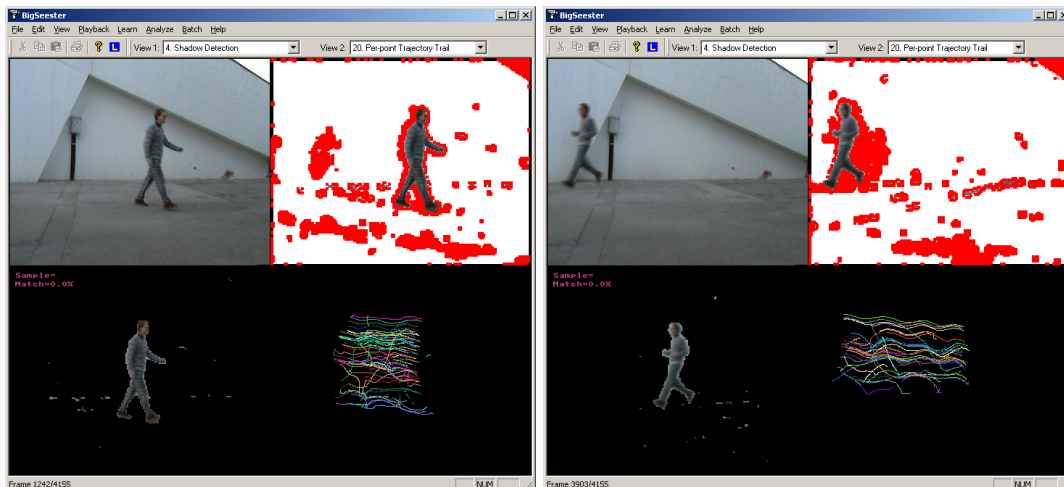 BigSeester
File Edit View Playback Learn Analyze Batch Help
View 1: 4. Shadow Detection View 2: 20. Per-point Trajectory Trail
Sample=
Match=0.0%
Frame 1242/4155 NUM
BigSeester
File Edit View Playback Learn Analyze Batch Help
View 1: 4. Shadow Detection View 2: 20. Per-point Trajectory Trail
Sample=
Match=0.0%
Frame 3903/4155 NUM